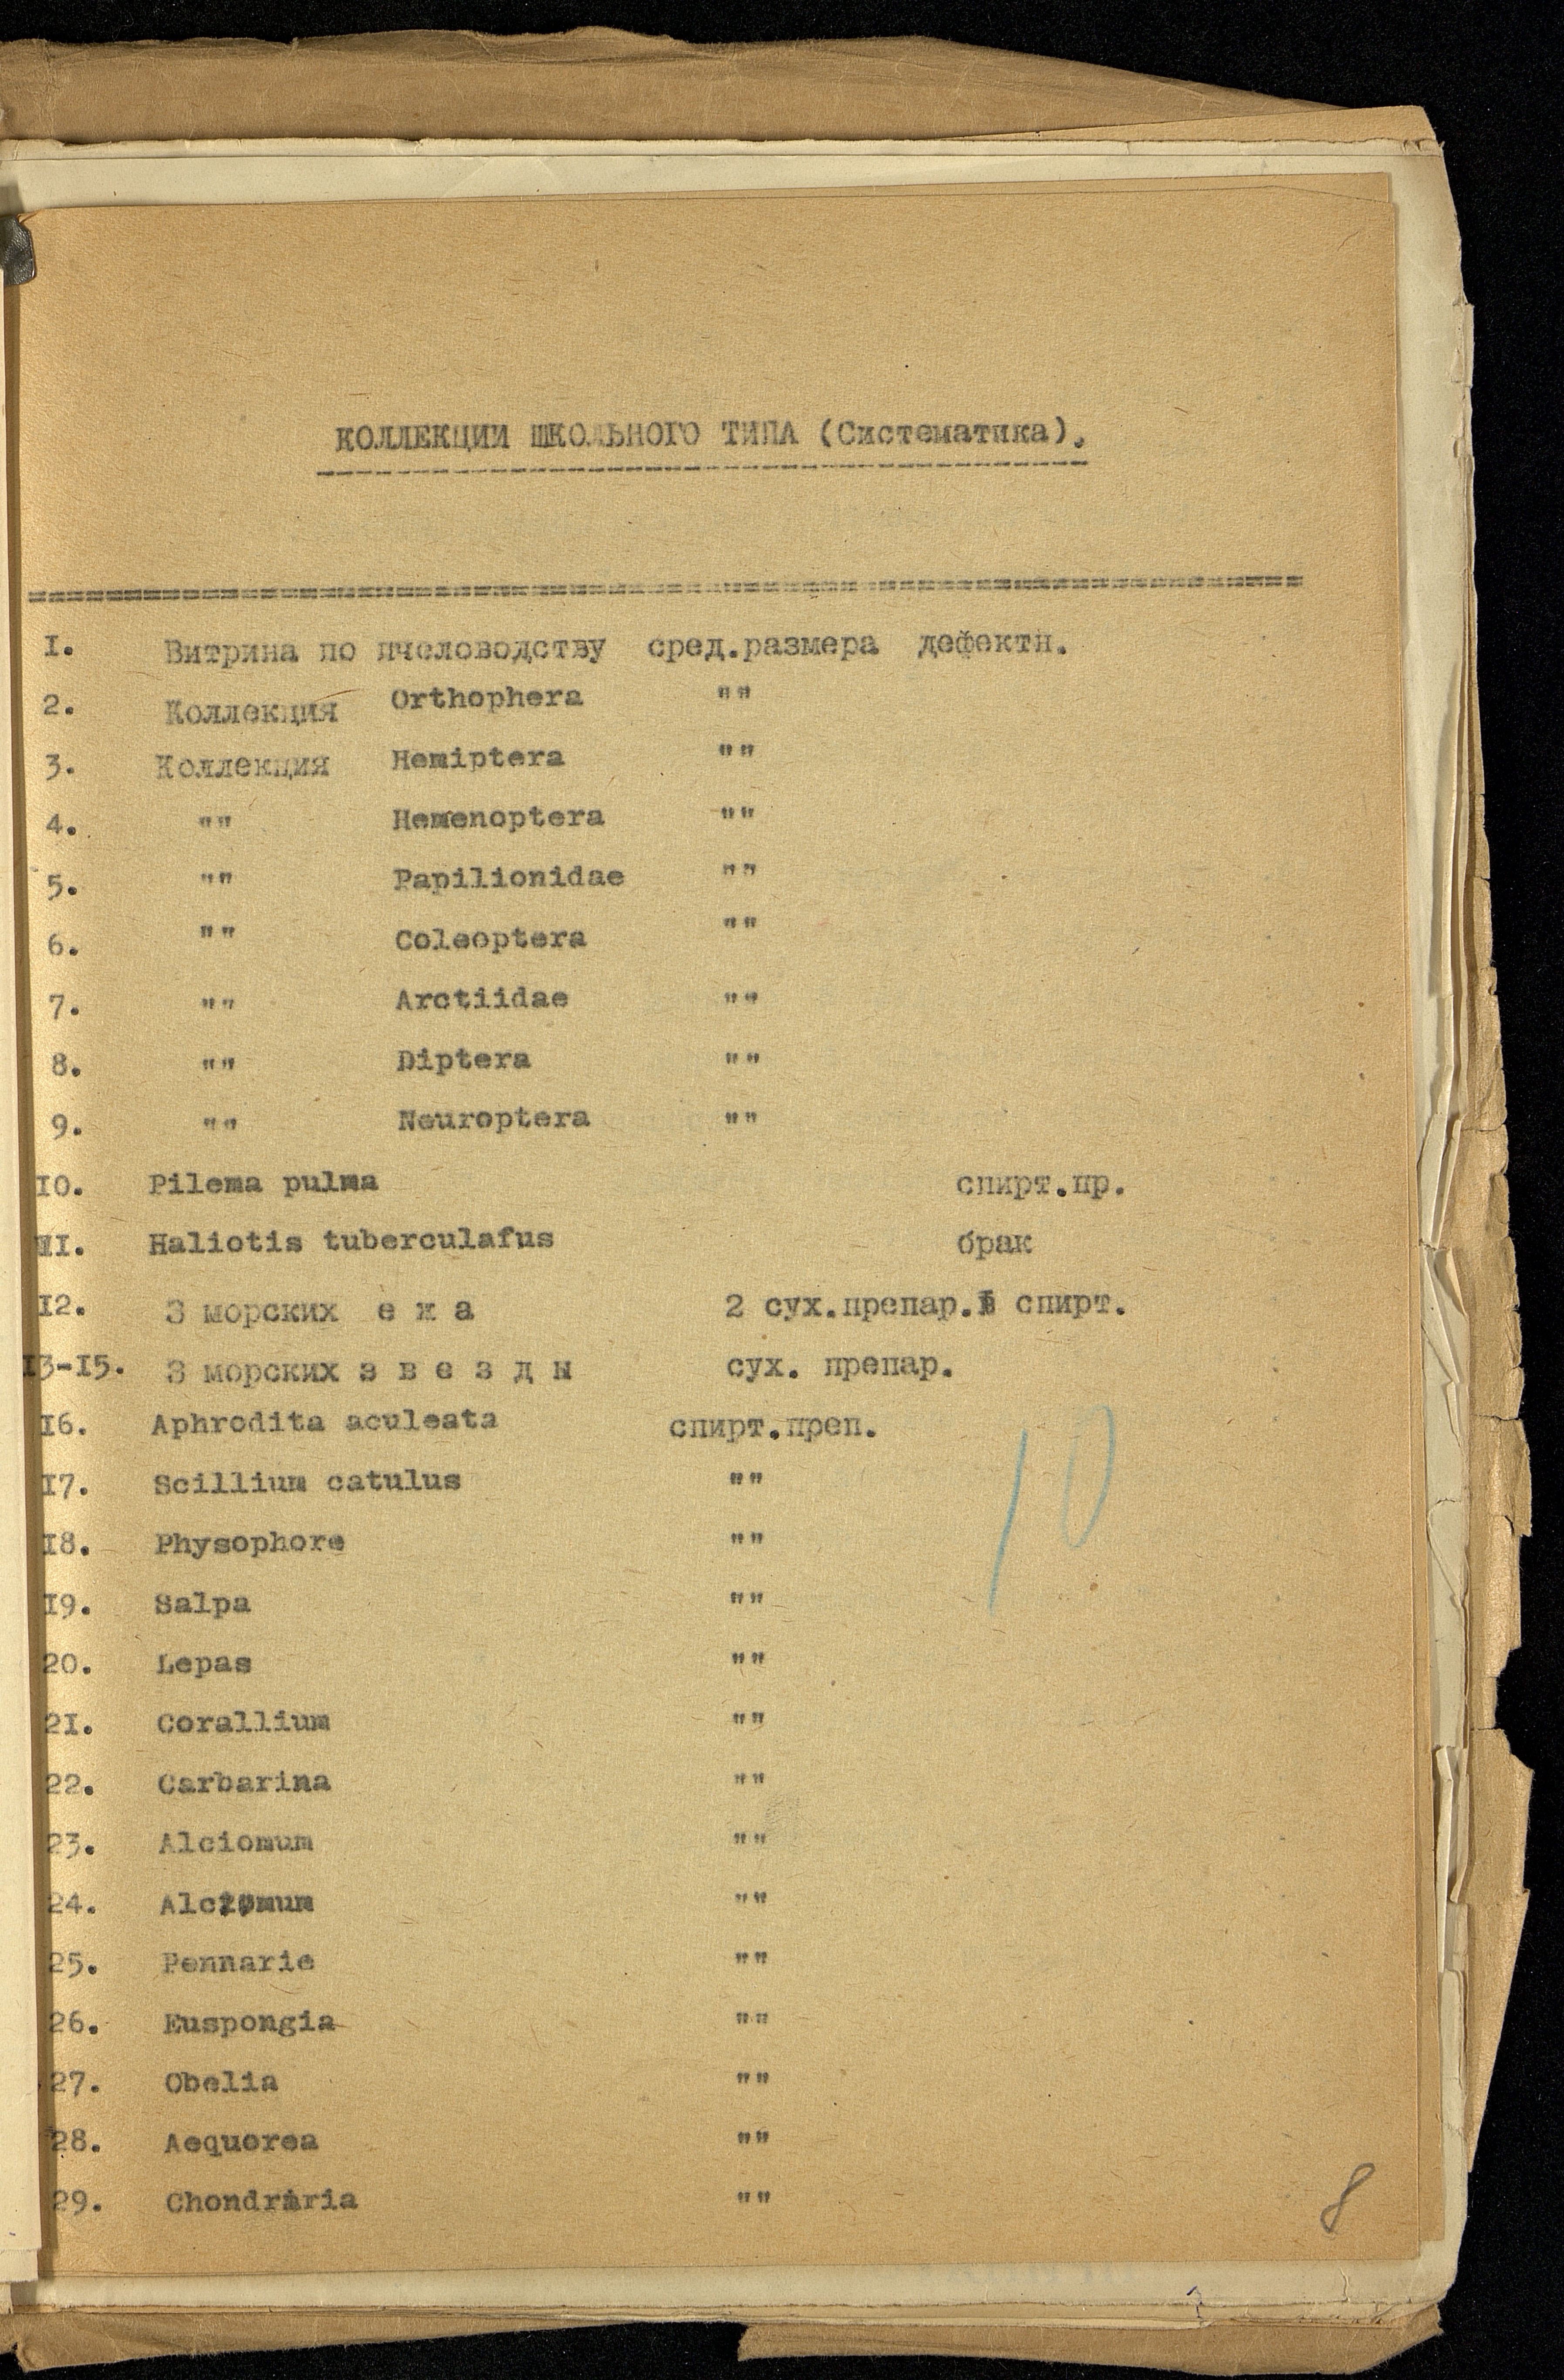 КОЛЛЕКЦИИ ШКОЛЬНОГО ТИПА (Систематика).
I. Витрина по пчеловодству сред.размера дефектн.
2. Коллекция Orthophera ""
3. Коллекция Hemiptera ""
4. "" Hemenoptera ""
5. "" Papilionidae ""
6. "" Coleoptera ""
7. "" Arctiidae ""
8. "" Diptera ""
9. "" Neuroptera ""
I0. Pilema pulma спирт.пр.
II. Haliotis tuberculafus брак
I2. 3 морских е ж а 2 сух.препар.I спирт.
I3-I5. 3 морских з в е з д ы сух. препар.
I6. Aphrodita aculeata спирт.преп.
I7. Scillium catulus ""
I8. Physophore ""
I9. Salpa ""
20. Lepas ""
2I. Corallium ""
22. Carbarina ""
23. Alciomum ""
24. Alciomum ""
25. Pennarie ""
26. Euspongia ""
27. Obelia ""
28. Aequorea ""
29. Chondriria ""
10
8